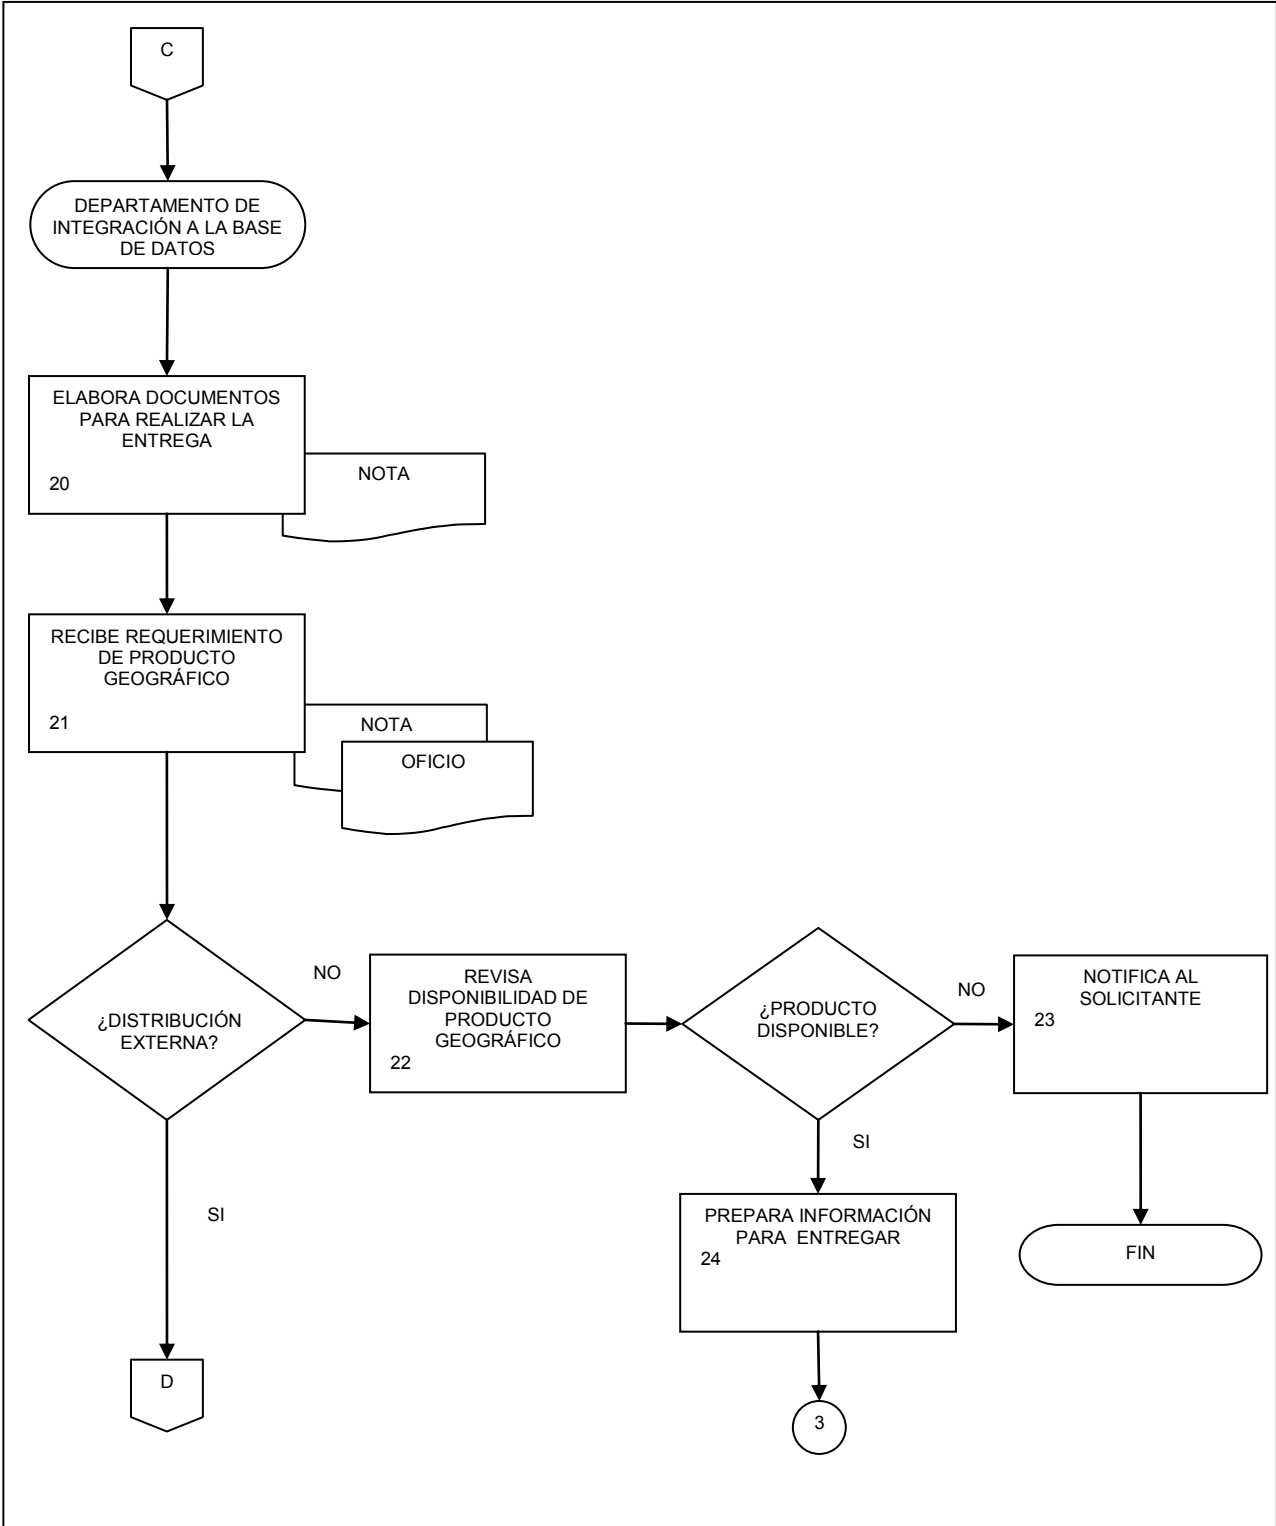 C
DEPARTAMENTO DE
INTEGRACIÓN A LA BASE
DE DATOS
ELABORA DOCUMENTOS
PARA REALIZAR LA
ENTREGA
20
NOTA
RECIBE REQUERIMIENTO
DE PRODUCTO
GEOGRÁFICO
21
NOTA
OFICIO
¿DISTRIBUCIÓN
EXTERNA?
NO
REVISA
DISPONIBILIDAD DE
PRODUCTO
GEOGRÁFICO
22
¿PRODUCTO
DISPONIBLE?
NO
NOTIFICA AL
SOLICITANTE
23
SI
PREPARA INFORMACIÓN
PARA  ENTREGAR
24
FIN
SI
D
3